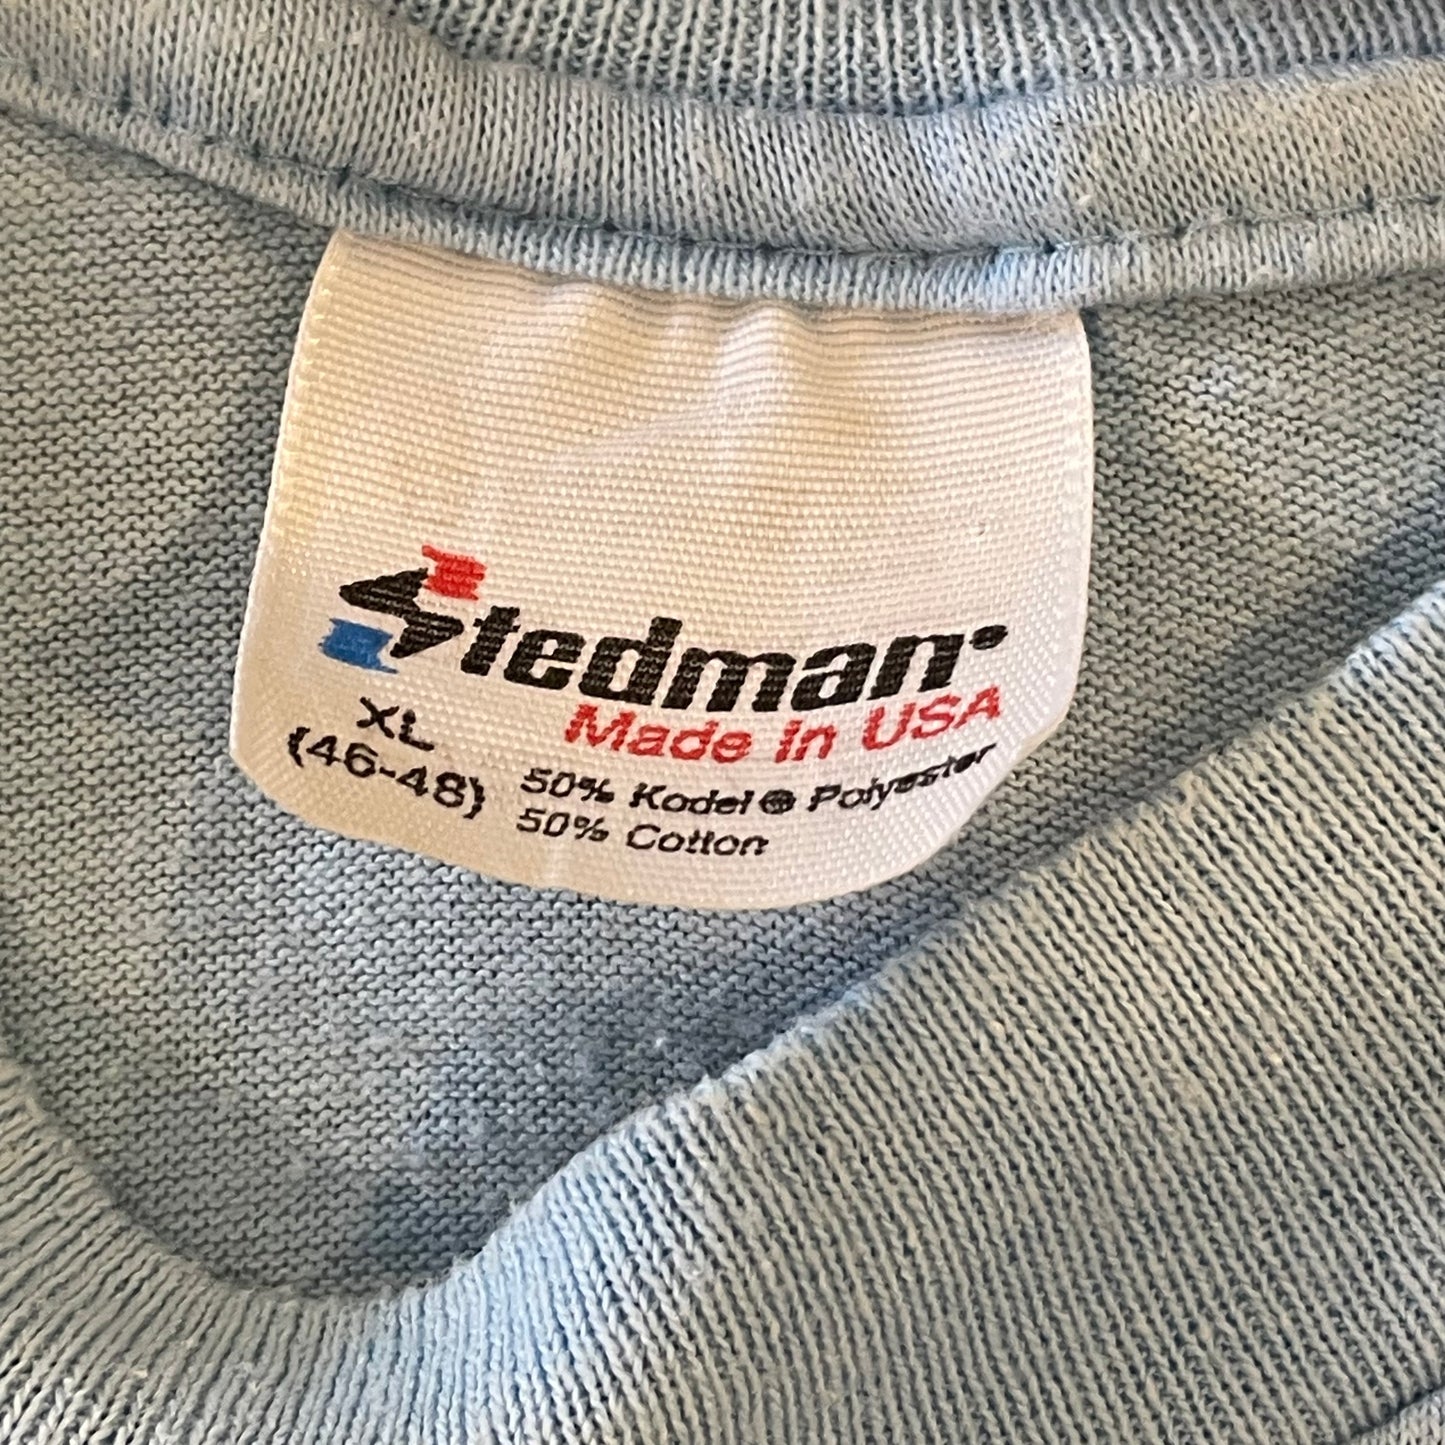 Stedman®
Made in USA
XL
(46-48)
50% Kodel® Polyester
50% Cotton